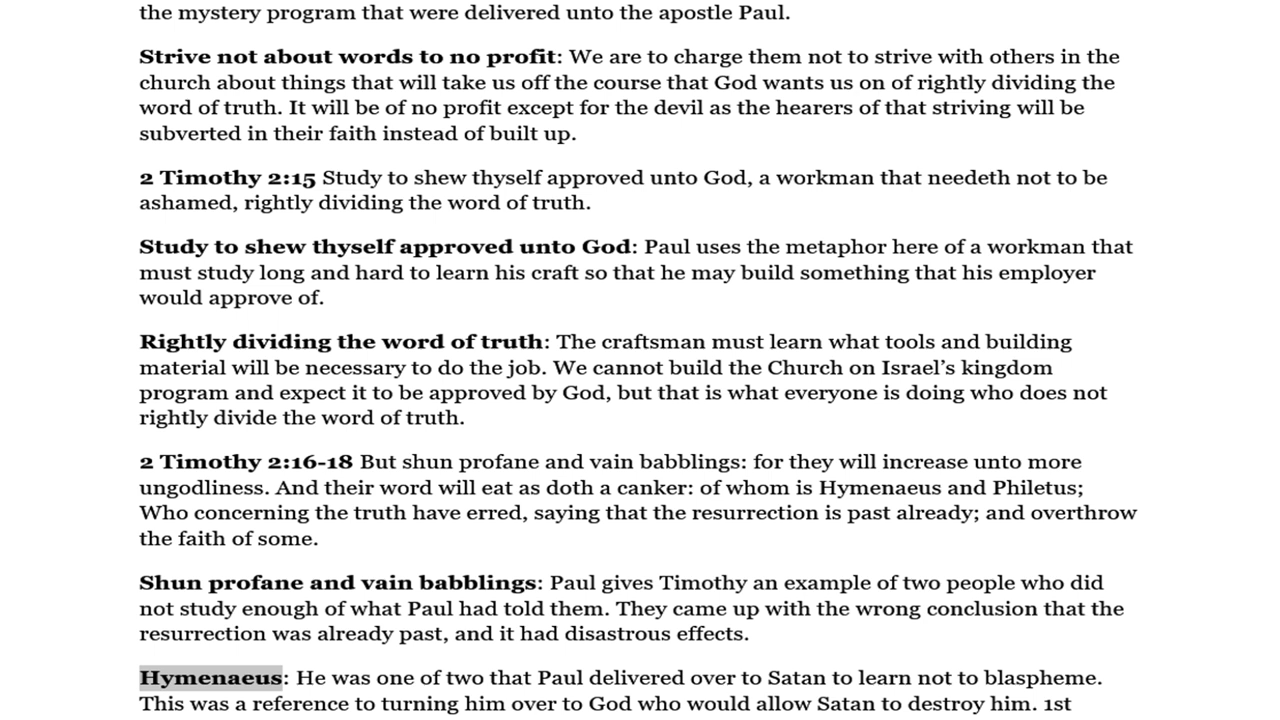 the mystery program that were delivered unto the apostle Paul.
Strive not about words to no profit: We are to charge them not to strive with others in the
church about things that will take us off the course that God wants us on of rightly dividing the
word of truth. It will be of no profit except for the devil as the hearers of that striving will be
subverted in their faith instead of built up.
2 Timothy 2:15 Study to shew thyself approved unto God, a workman that needeth not to be
ashamed, rightly dividing the word of truth.
Study to shew thyself approved unto God: Paul uses the metaphor here of a workman that
must study long and hard to learn his craft so that he may build something that his employer
would approve of.
Rightly dividing the word of truth: The craftsman must learn what tools and building
material will be necessary to do the job. We cannot build the Church on Israel’s kingdom
program and expect it to be approved by God, but that is what everyone is doing who does not
rightly divide the word of truth.
2 Timothy 2:16-18 But shun profane and vain babblings: for they will increase unto more
ungodliness. And their word will eat as doth a canker: of whom is Hymenaeus and Philetus;
Who concerning the truth have erred, saying that the resurrection is past already; and overthrow
the faith of some.
Shun profane and vain babblings: Paul gives Timothy an example of two people who did
not study enough of what Paul had told them. They came up with the wrong conclusion that the
resurrection was already past, and it had disastrous effects.
Hymenaeus: He was one of two that Paul delivered over to Satan to learn not to blaspheme.
This was a reference to turning him over to God who would allow Satan to destroy him. 1st